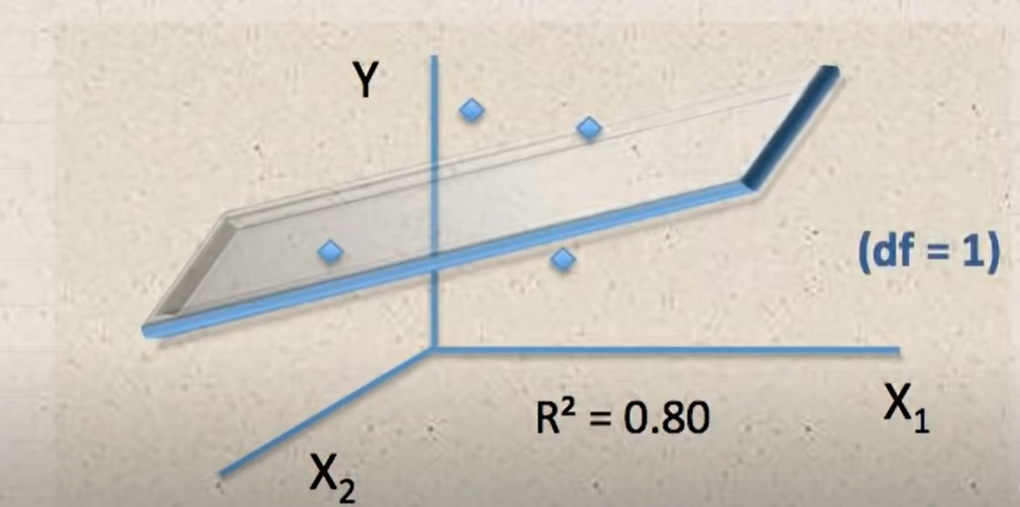 Y
(df = 1)
X₁
R² = 0.80
X₂